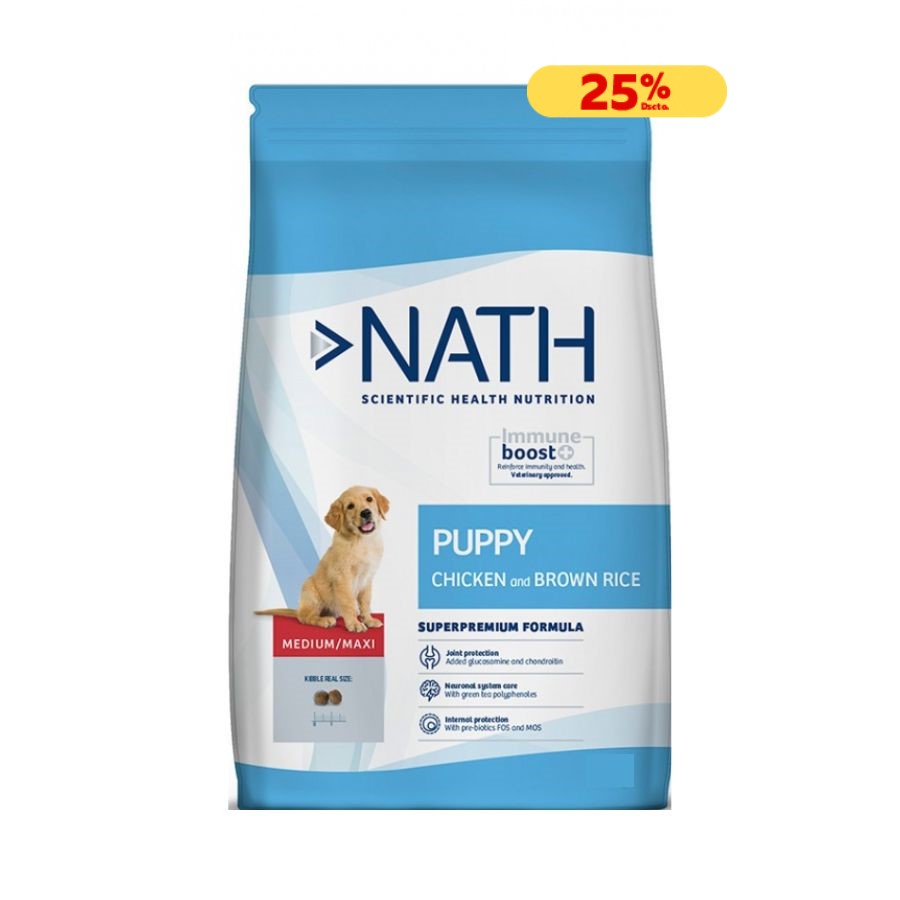 25%
Dscto.
NATH
SCIENTIFIC HEALTH NUTRITION
Immune
boost+
Reinforce immunity and health.
Veterinary approved.
PUPPY
CHICKEN and BROWN RICE
SUPERPREMIUM FORMULA
MEDIUM/MAXI
Joint protection
Added glucosamine and chondroitin
KIBBLE REAL SIZE:
Neuronal system care
With green tea polyphenoles
Internal protection
With pre-biotics FOS and MOS